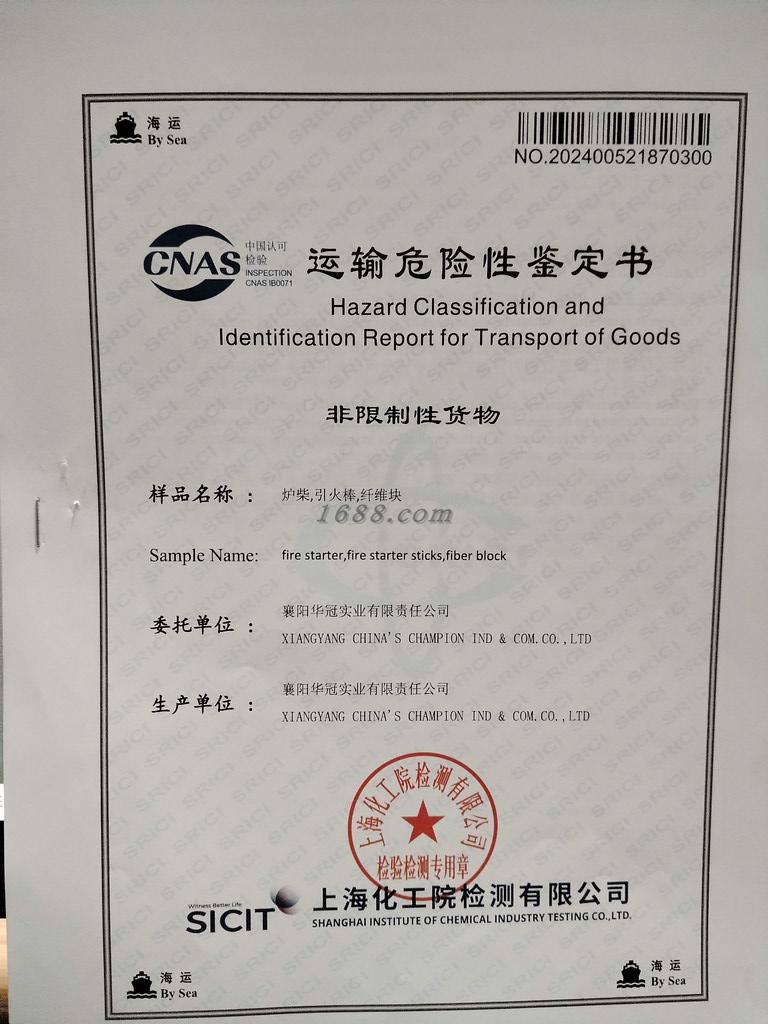 海运
By Sea
NO.202400521870300
CNAS
中国认可
检验
INSPECTION
CNAS IB0071
运输危险性鉴定书
Hazard Classification and
Identification Report for Transport of Goods
非限制性货物
样品名称 : 炉柴,引火棒,纤维块
1688.com
Sample Name: fire starter,fire starter sticks,fiber block
委托单位 : 襄阳华冠实业有限责任公司
XIANGYANG CHINA'S CHAMPION IND & COM.CO.,LTD
生产单位 : 襄阳华冠实业有限责任公司
XIANGYANG CHINA'S CHAMPION IND & COM.CO.,LTD
上海化工院检测有限公司
检验检测专用章
Witness Better Life
SICIT
上海化工院检测有限公司
SHANGHAI INSTITUTE OF CHEMICAL INDUSTRY TESTING CO.,LTD.
海运
By Sea
海运
By Sea